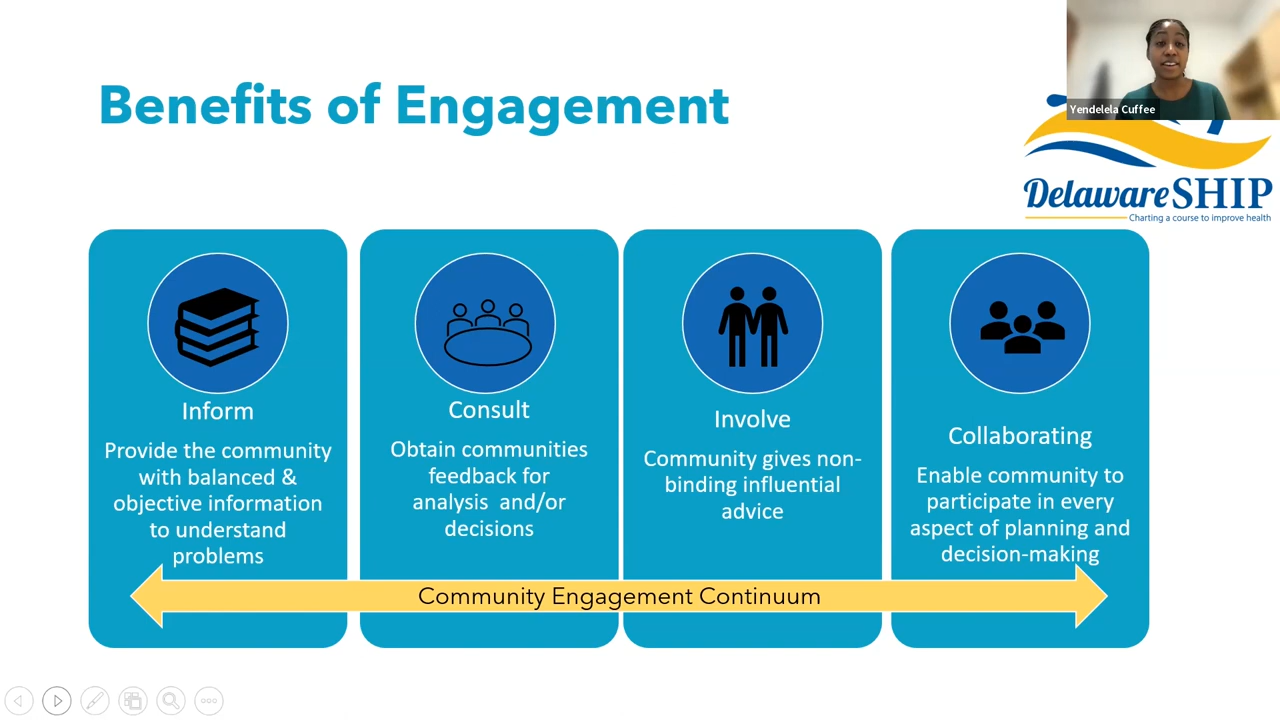 Benefits of Engagement
Yendelela Cuffee
Delaware SHIP
Charting a course to improve health
Inform
Provide the community
with balanced &
objective information
to understand
problems
Consult
Obtain communities
feedback for
analysis and/or
decisions
Involve
Community gives non-
binding influential
advice
Collaborating
Enable community to
participate in every
aspect of planning and
decision-making
Community Engagement Continuum